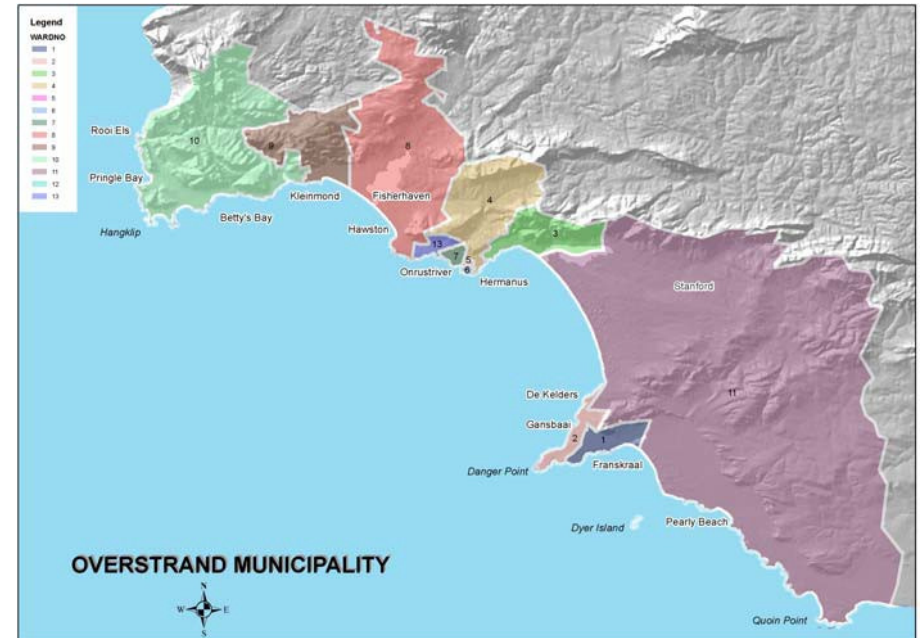 Legend
WARDNO
1
2
3
4
5
6
7
8
9
10
11
12
13
Rooi Els
Pringle Bay
Hangklip
Betty's Bay
Kleinmond
Fisherhaven
Hawston
Onrustriver
Hermanus
Stanford
De Kelders
Gansbaai
Danger Point
Franskraal
Dyer Island
Pearly Beach
Quoin Point
10
9
8
4
3
13
7
5
6
11
2
1
OVERSTRAND MUNICIPALITY
N
W E
S